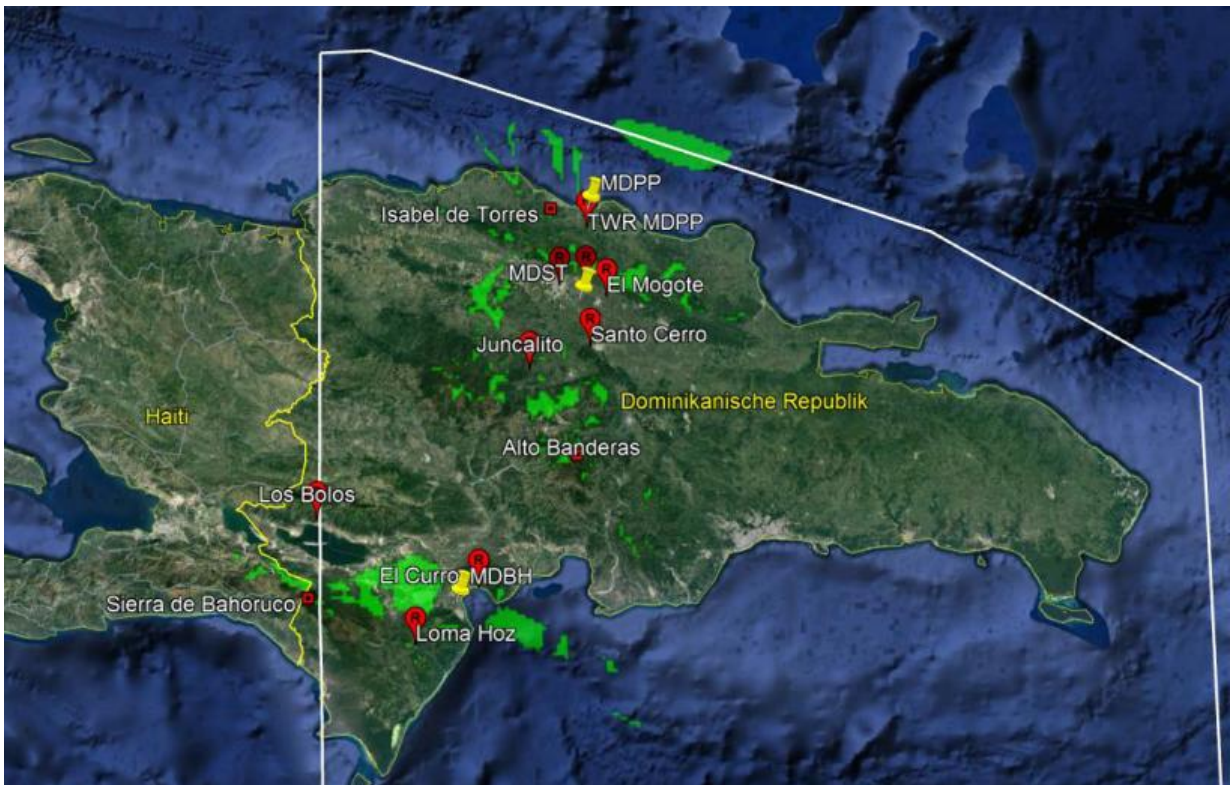 MDPP
Isabel de Torres
TWR MDPP
R
R
R
MDST
El Mogote
R
Santo Cerro
Juncalito
Haiti
Dominikanische Republik
Alto Banderas
Los Bolos
R
El Curro
MDBH
Sierra de Bahoruco
R
Loma Hoz